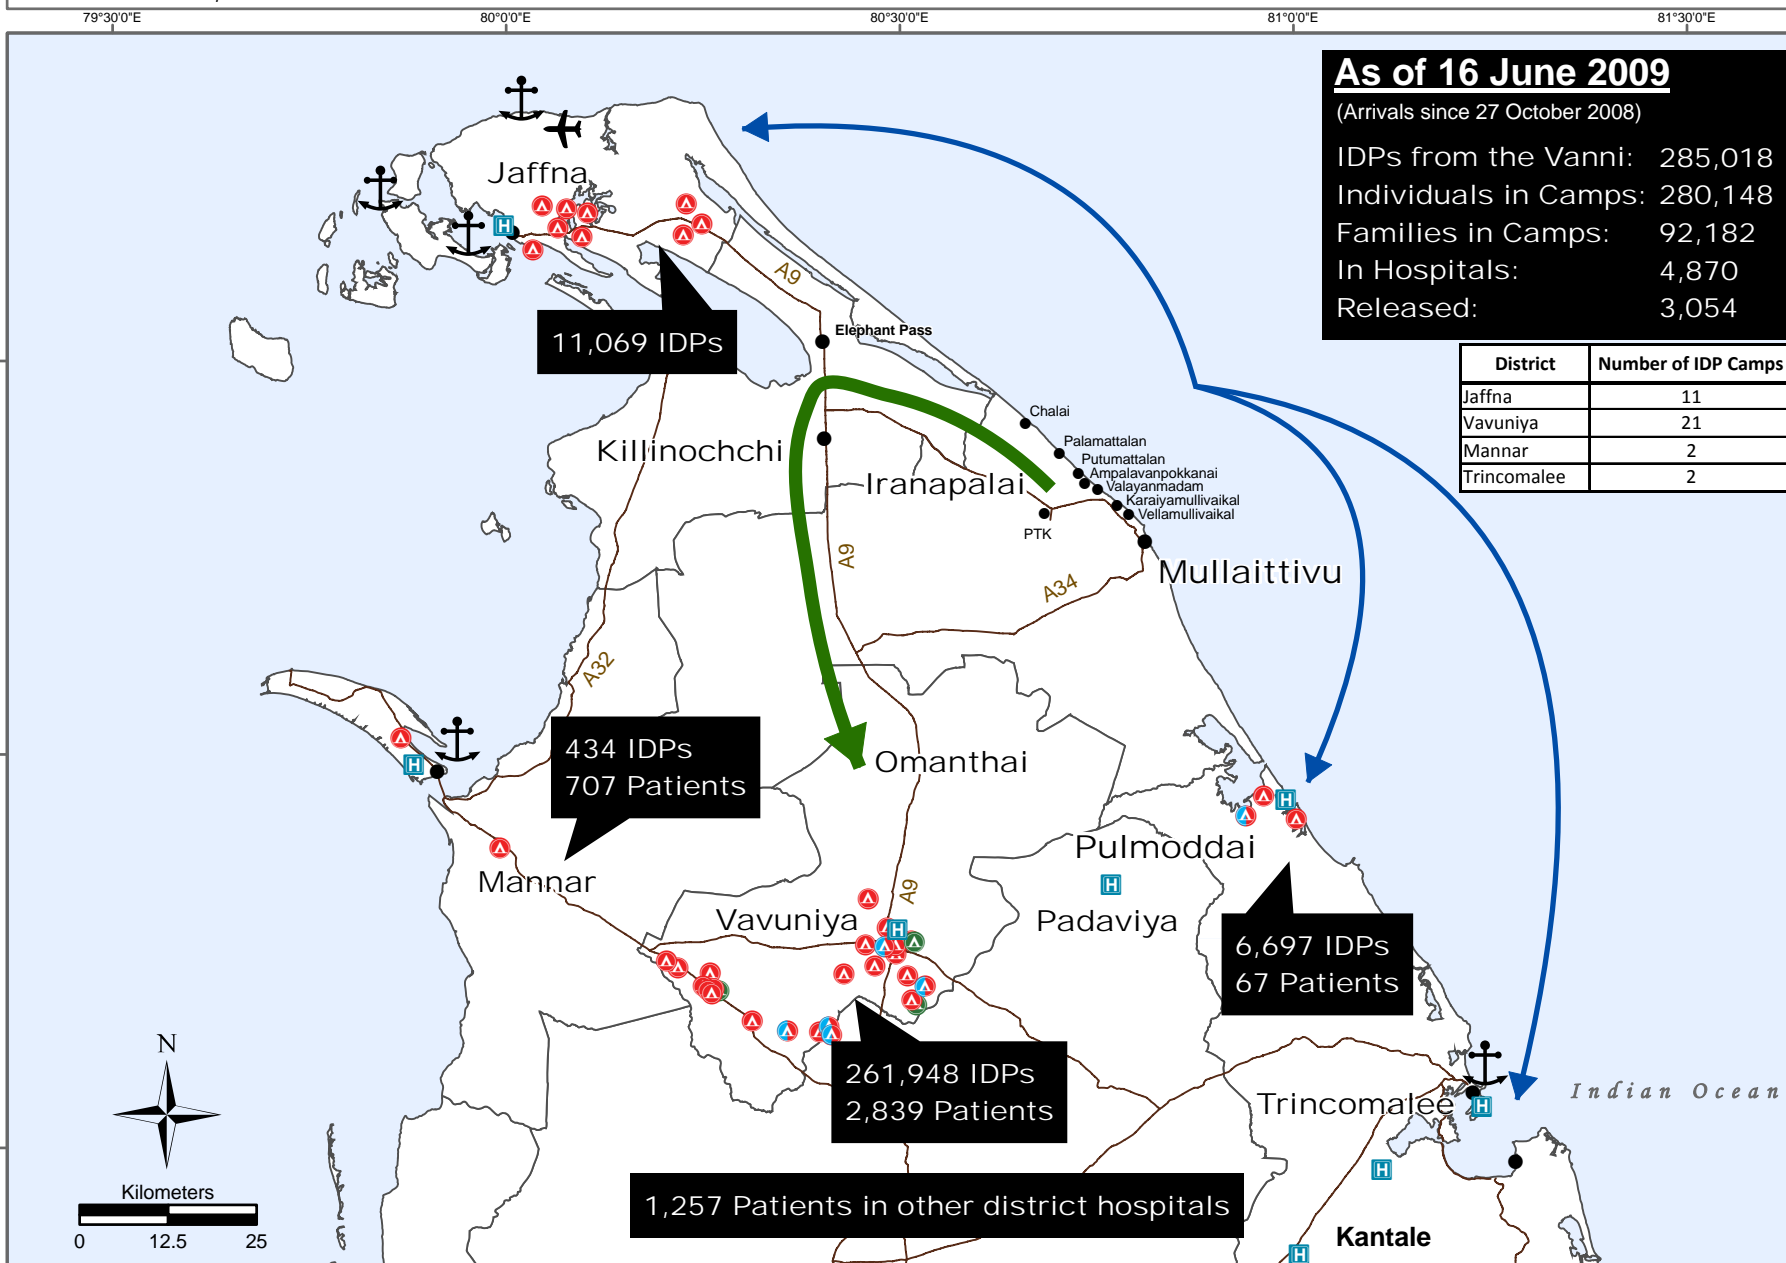 79°30'0"E
80°0'0"E
80°30'0"E
81°0'0"E
81°30'0"E
As of 16 June 2009
(Arrivals since 27 October 2008)
IDPs from the Vanni: 285,018
Individuals in Camps: 280,148
Families in Camps: 92,182
In Hospitals: 4,870
Released: 3,054
District Number of IDP Camps
Jaffna 11
Vavuniya 21
Mannar 2
Trincomalee 2
Jaffna
H
A9
11,069 IDPs
Elephant Pass
Chalai
Palamattalan
Putumattalan
Ampalavanpokkanai
Valayanmadam
Karaiyamullivaikal
Vellamullivaikal
Killinochchi
Iranapalai
PTK
A9
Mullaittivu
A34
A32
434 IDPs
707 Patients
Omanthai
H
H
Pulmoddai
Mannar
H
A9
Vavuniya
H
Padaviya
6,697 IDPs
67 Patients
261,948 IDPs
2,839 Patients
N
Indian Ocean
Trincomalee
H
H
1,257 Patients in other district hospitals
Kilometers
0 12.5 25
Kantale
H